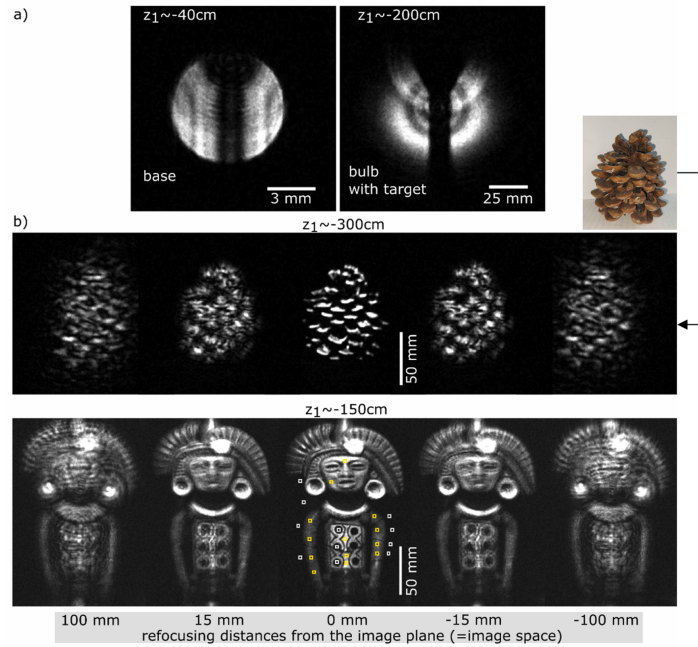 a)
z₁~-40cm
z₁~-200cm
base
3 mm
bulb
with target
25 mm
b)
z₁~-300cm
50 mm
z₁~-150cm
50 mm
100 mm 15 mm 0 mm -15 mm -100 mm
refocusing distances from the image plane (=image space)